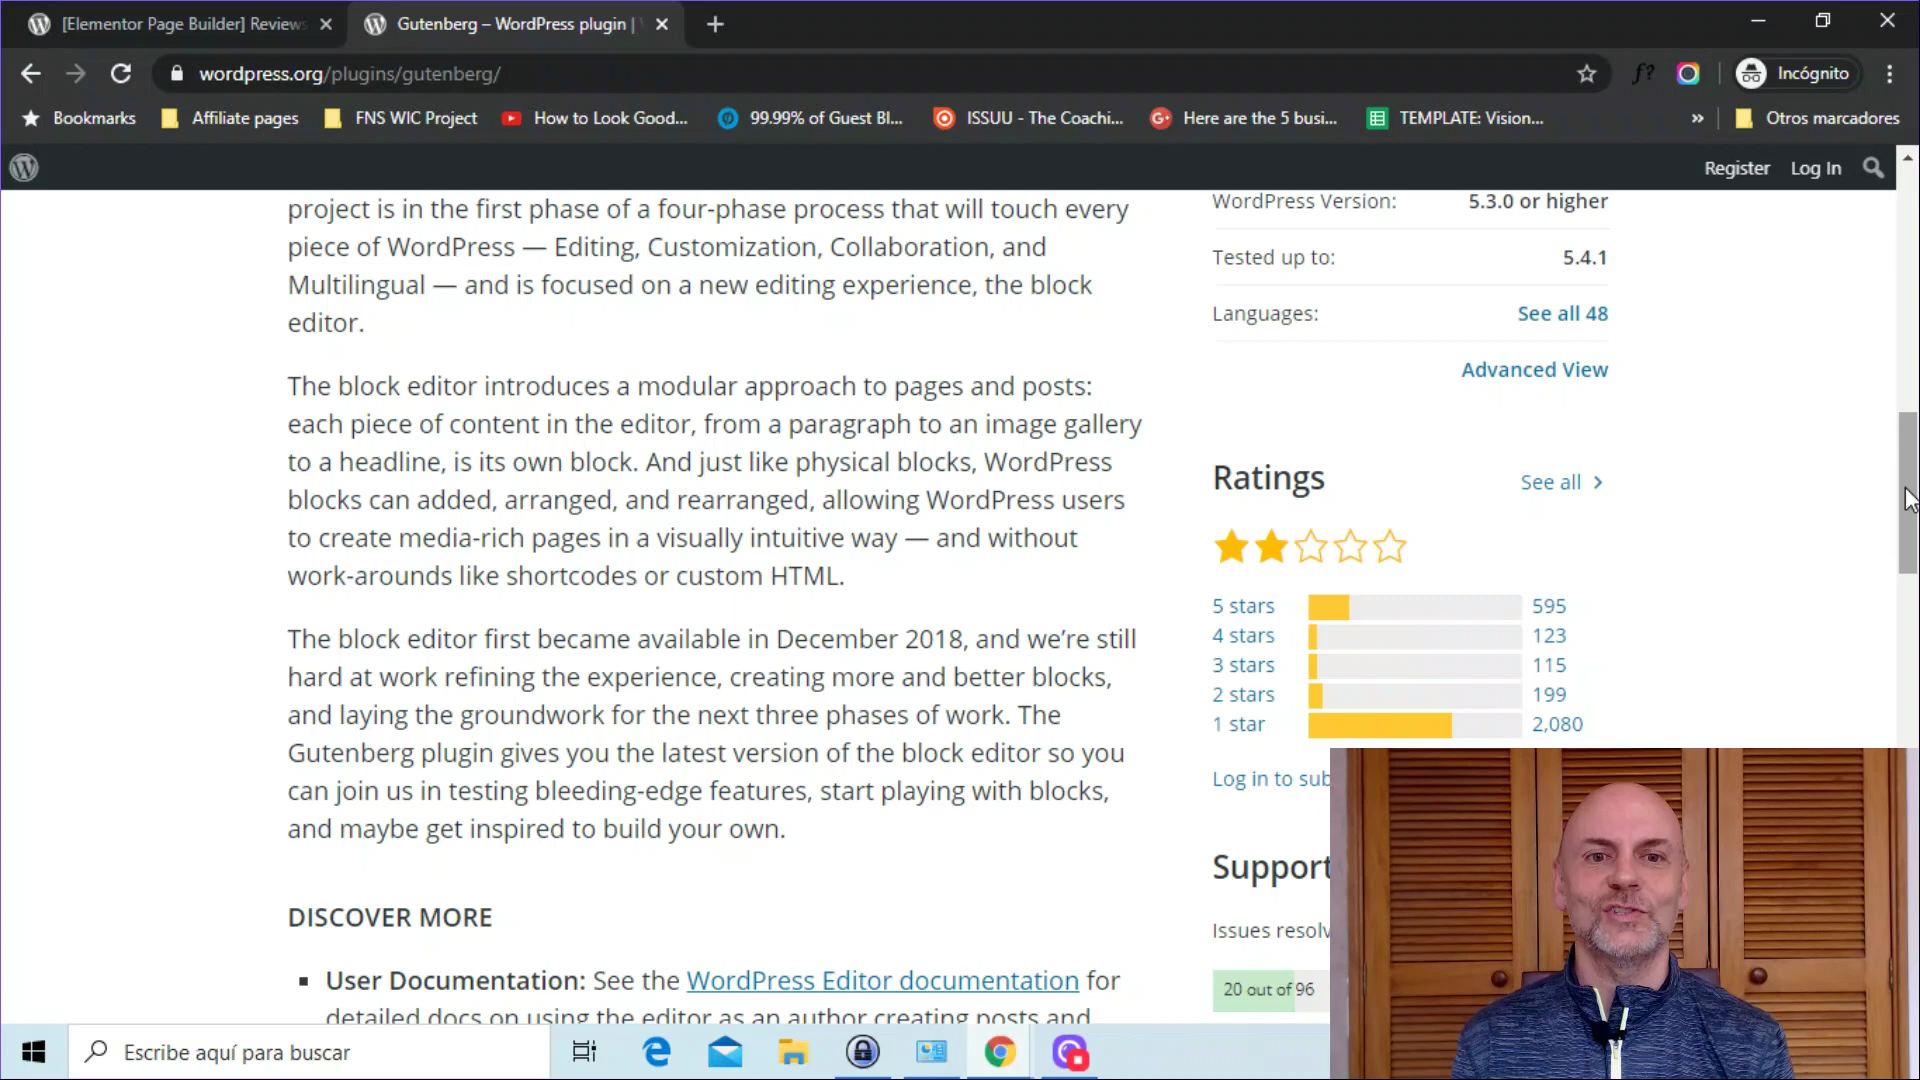 [Elementor Page Builder] Reviews
Gutenberg – WordPress plugin |
wordpress.org/plugins/gutenberg/
f?
Incógnito
Bookmarks
Affiliate pages
FNS WIC Project
How to Look Good...
99.99% of Guest Bl...
ISSUU - The Coachi...
Here are the 5 busi...
TEMPLATE: Vision...
»
Otros marcadores
Register
Log In
project is in the first phase of a four-phase process that will touch every
piece of WordPress — Editing, Customization, Collaboration, and
Multilingual — and is focused on a new editing experience, the block
editor.
The block editor introduces a modular approach to pages and posts:
each piece of content in the editor, from a paragraph to an image gallery
to a headline, is its own block. And just like physical blocks, WordPress
blocks can added, arranged, and rearranged, allowing WordPress users
to create media-rich pages in a visually intuitive way — and without
work-arounds like shortcodes or custom HTML.
The block editor first became available in December 2018, and we're still
hard at work refining the experience, creating more and better blocks,
and laying the groundwork for the next three phases of work. The
Gutenberg plugin gives you the latest version of the block editor so you
can join us in testing bleeding-edge features, start playing with blocks,
and maybe get inspired to build your own.
DISCOVER MORE
▪ User Documentation: See the WordPress Editor documentation for
detailed docs on using the editor as an author creating posts and
WordPress Version: 5.3.0 or higher
Tested up to: 5.4.1
Languages: See all 48
Advanced View
Ratings See all
5 stars 595
4 stars 123
3 stars 115
2 stars 199
1 star 2,080
Log in to sub
Support
Issues resolv
20 out of 96
Escribe aquí para buscar